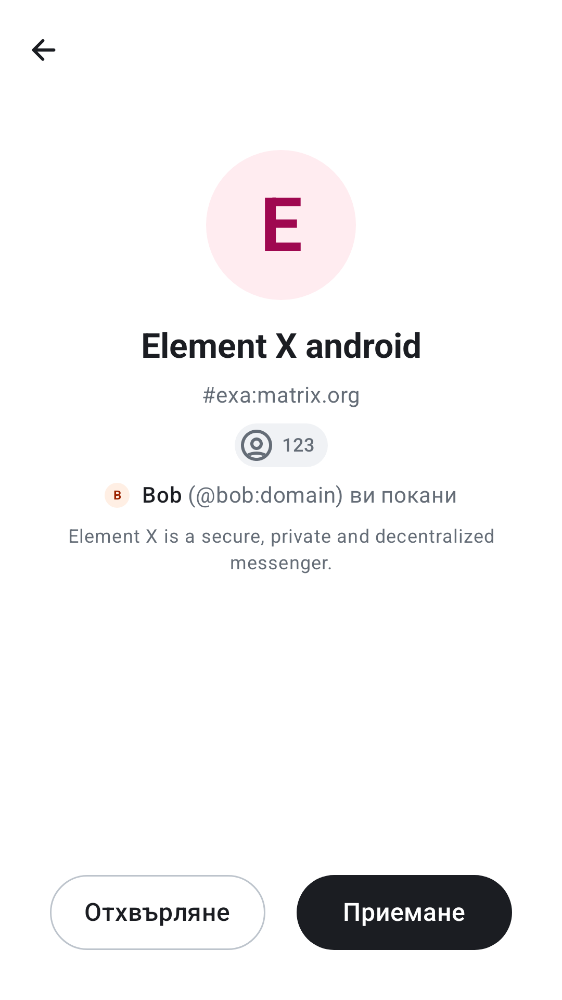 E
Element X android
#exa:matrix.org
123
B Bob (@bob:domain) ви покани
Element X is a secure, private and decentralized
messenger.
Отхвърляне
Приемане